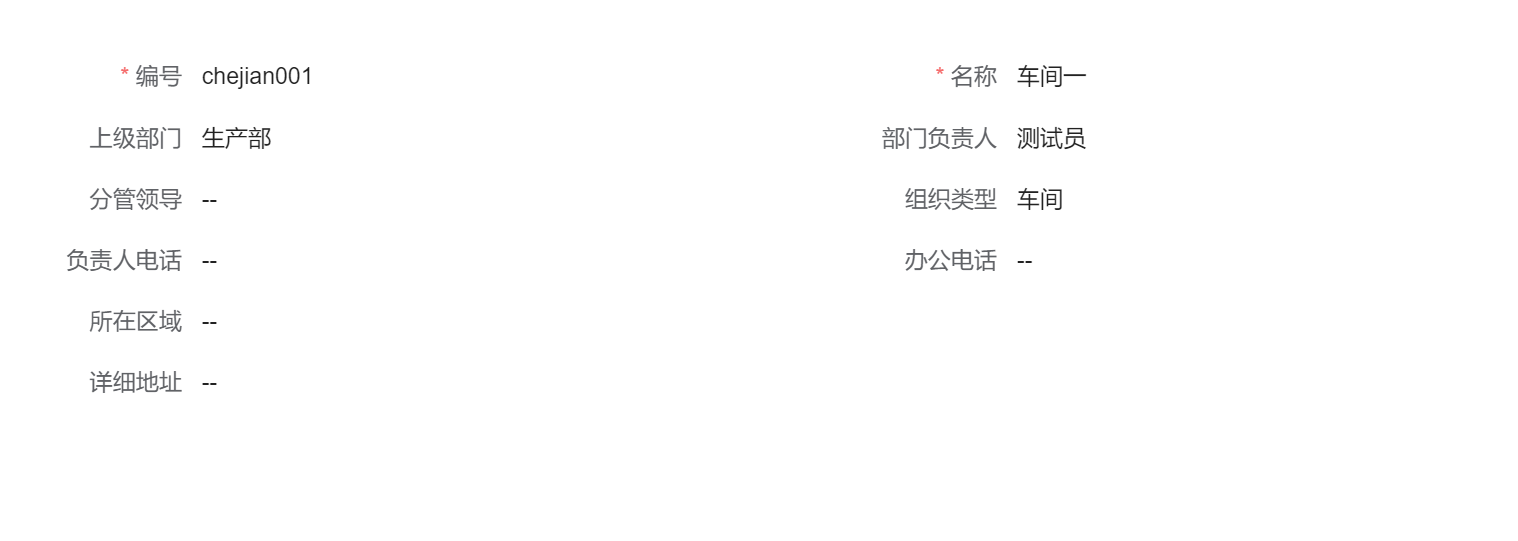 * 编号 chejian001 * 名称 车间一
上级部门 生产部 部门负责人 测试员
分管领导 -- 组织类型 车间
负责人电话 -- 办公电话 --
所在区域 --
详细地址 --